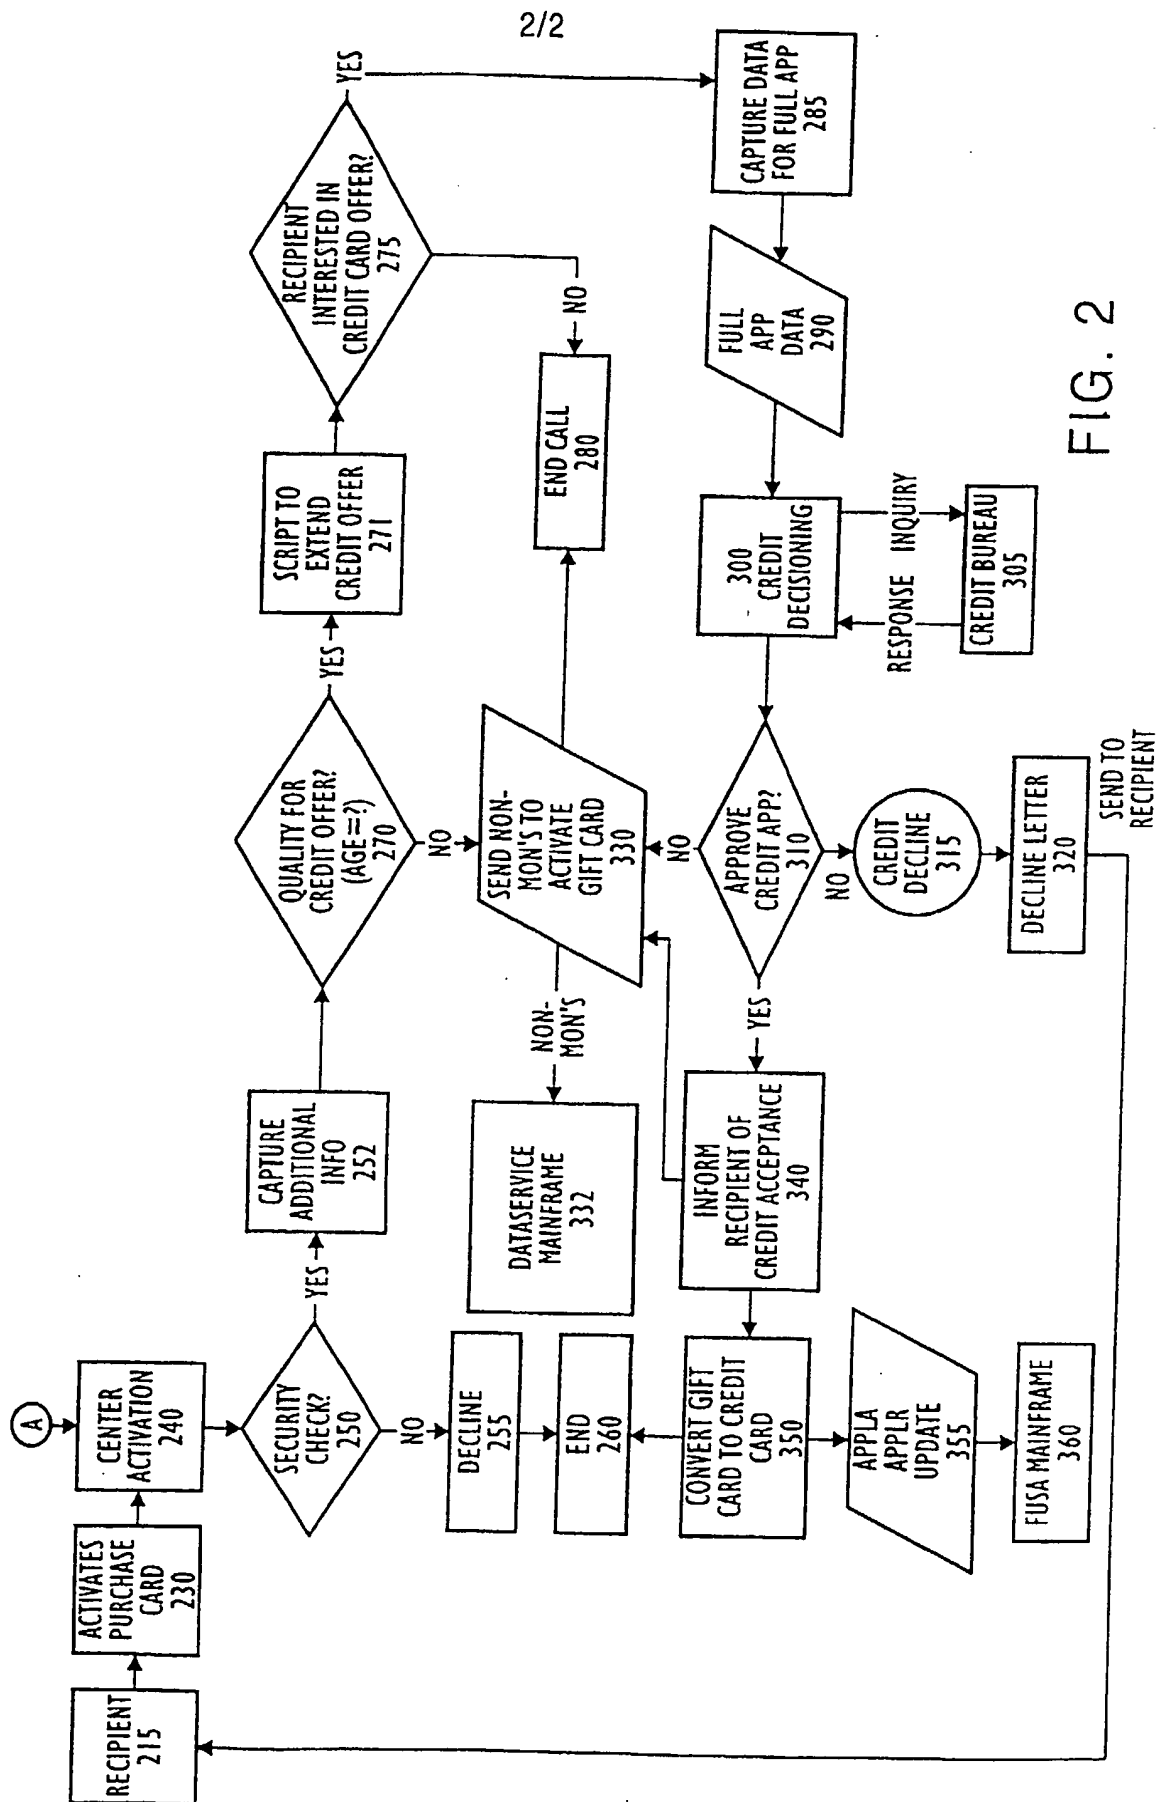 2/2
A
RECIPIENT
215
ACTIVATES
PURCHASE
CARD
230
CENTER
ACTIVATION
240
SECURITY
CHECK?
250
YES
NO
CAPTURE
ADDITIONAL
INFO
252
QUALITY FOR
CREDIT OFFER?
(AGE=?)
270
YES
NO
SCRIPT TO
EXTEND
CREDIT OFFER
271
RECIPIENT
INTERESTED IN
CREDIT CARD OFFER?
275
YES
NO
DECLINE
255
END
260
DATASERVICE
MAINFRAME
332
NON-
MON'S
SEND NON-
MON'S TO
ACTIVATE
GIFT CARD
330
END CALL
280
CONVERT GIFT
CARD TO CREDIT
CARD
350
INFORM
RECIPIENT OF
CREDIT ACCEPTANCE
340
YES
APPROVE
CREDIT APP?
310
NO
NO
300
CREDIT
DECISIONING
FULL
APP
DATA
290
CAPTURE DATA
FOR FULL APP
285
APPLA
APPLR
UPDATE
355
CREDIT
DECLINE
315
RESPONSE
INQUIRY
FUSA MAINFRAME
360
DECLINE LETTER
320
CREDIT BUREAU
305
SEND TO
RECIPIENT
FIG. 2